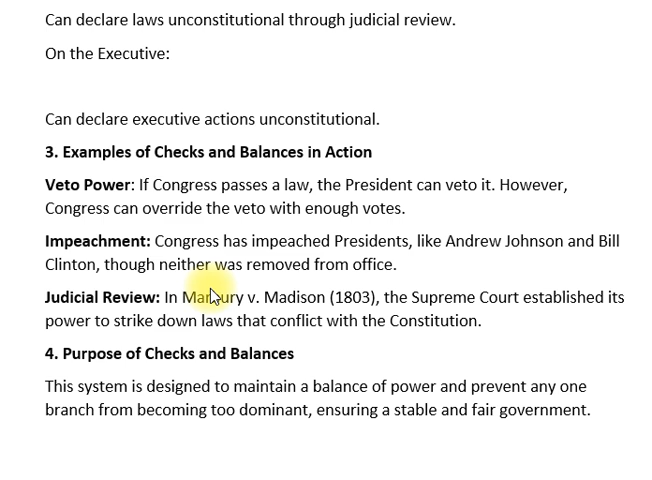 Can declare laws unconstitutional through judicial review.
On the Executive:
Can declare executive actions unconstitutional.
3. Examples of Checks and Balances in Action
Veto Power: If Congress passes a law, the President can veto it. However,
Congress can override the veto with enough votes.
Impeachment: Congress has impeached Presidents, like Andrew Johnson and Bill
Clinton, though neither was removed from office.
Judicial Review: In Marbury v. Madison (1803), the Supreme Court established its
power to strike down laws that conflict with the Constitution.
4. Purpose of Checks and Balances
This system is designed to maintain a balance of power and prevent any one
branch from becoming too dominant, ensuring a stable and fair government.